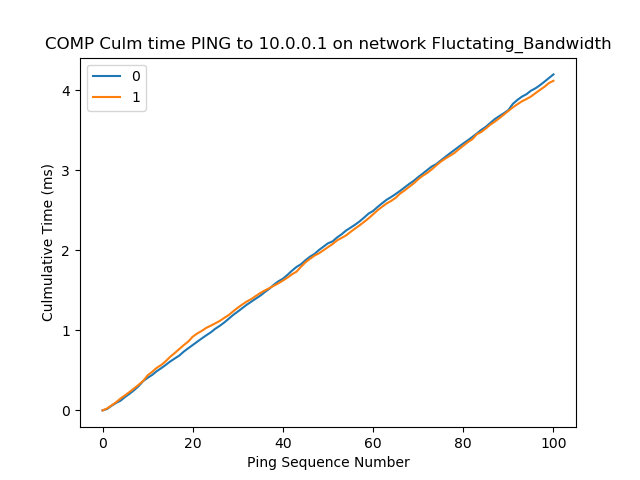 COMP Culm time PING to 10.0.0.1 on network Fluctating_Bandwidth
0
1
Culmulative Time (ms)
4
3
2
1
0
0 20 40 60 80 100
Ping Sequence Number